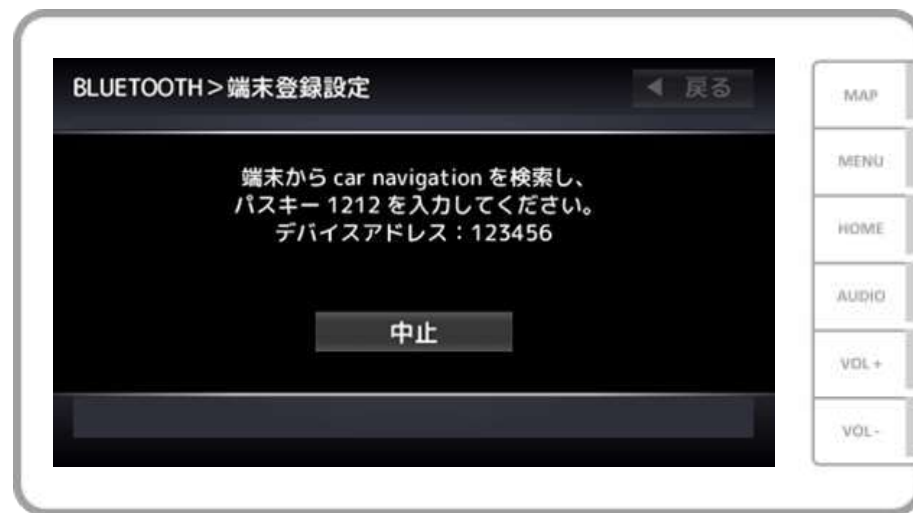 BLUETOOTH>端末登録設定
◀ 戻る
端末から car navigation を検索し、
パスキー 1212 を入力してください。
デバイスアドレス：123456
中止
MAP
MENU
HOME
AUDIO
VOL+
VOL-